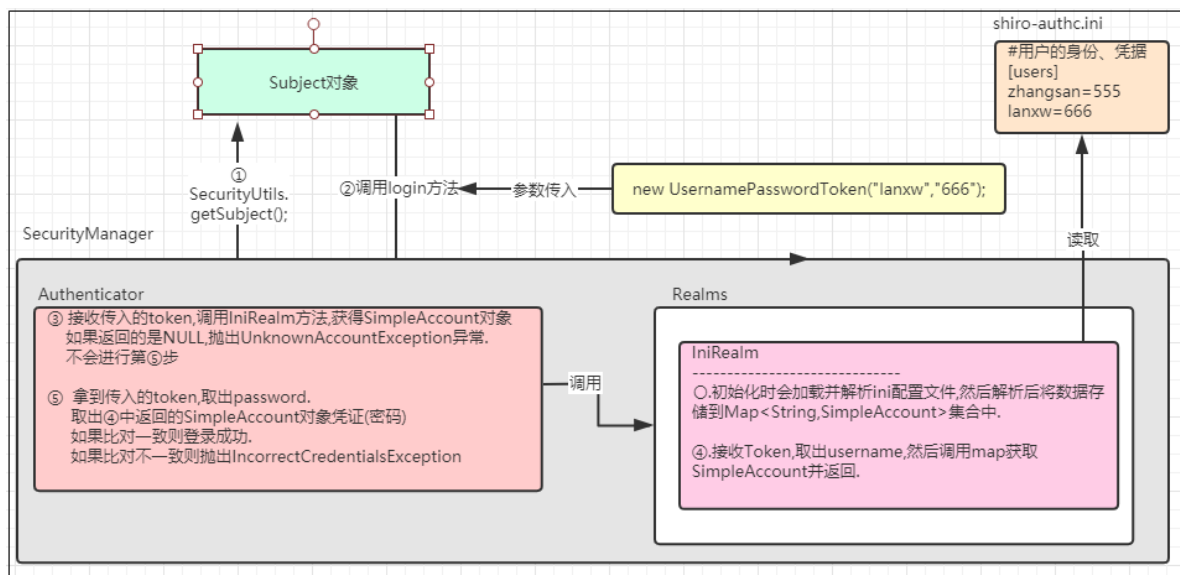 shiro-authc.ini
#用户的身份、凭据
[users]
zhangsan=555
lanxw=666
Subject对象
①
SecurityUtils.
getSubject();
②调用login方法
参数传入
new UsernamePasswordToken("lanxw","666");
读取
SecurityManager
Authenticator
③ 接收传入的token,调用IniRealm方法,获得SimpleAccount对象
如果返回的是NULL,抛出UnknownAccountException异常.
不会进行第⑤步
⑤ 拿到传入的token,取出password.
取出④中返回的SimpleAccount对象凭证(密码)
如果比对一致则登录成功.
如果比对不一致则抛出IncorrectCredentialsException
调用
Realms
IniRealm
------------------------------
〇.初始化时会加载并解析ini配置文件,然后解析后将数据存
储到Map<String,SimpleAccount>集合中.
④.接收Token,取出username,然后调用map获取
SimpleAccount并返回.